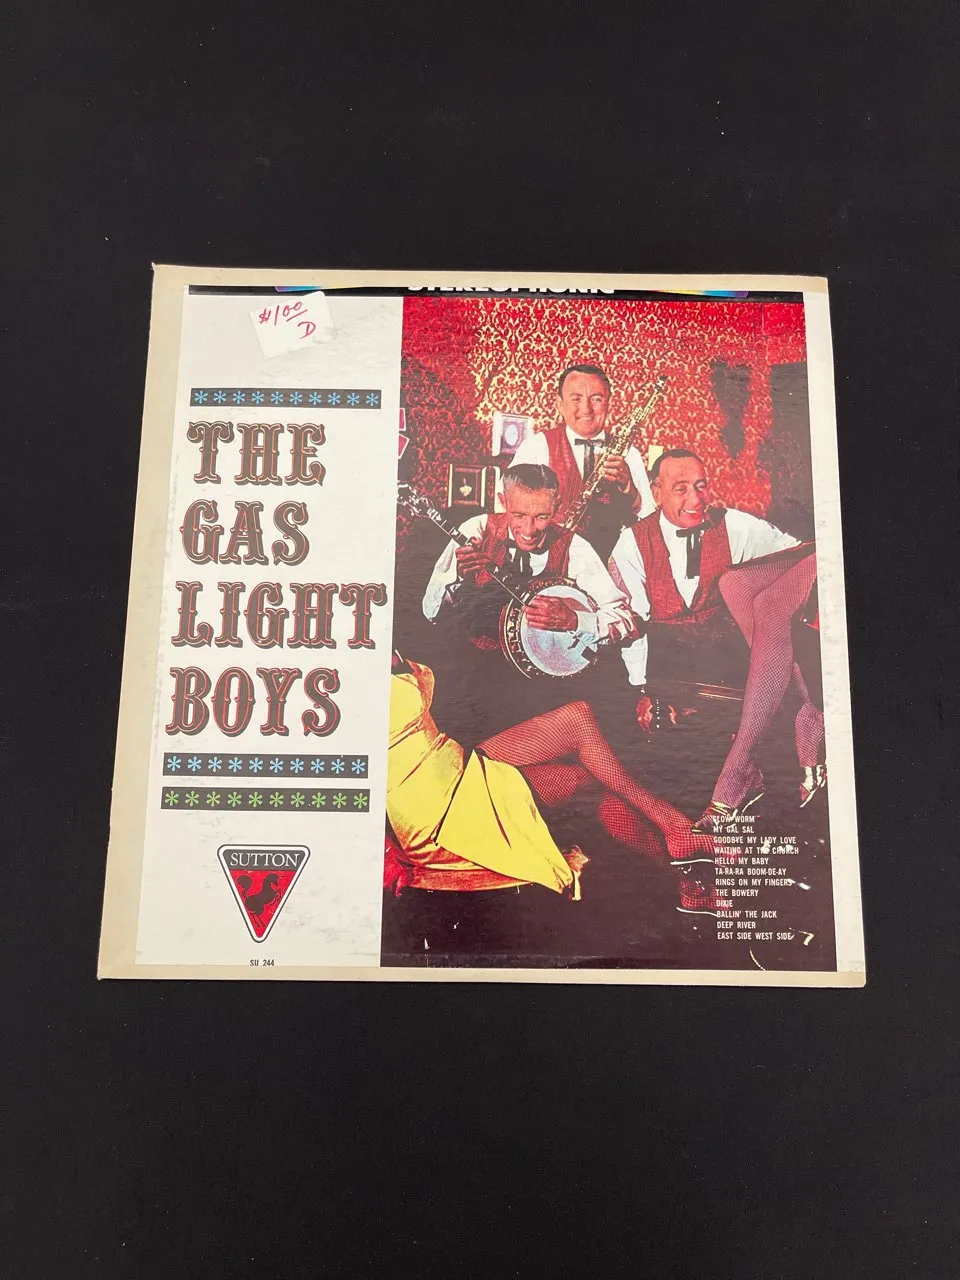 STEREOPHONIC
$100
D
THE
GAS
LIGHT
BOYS
SUTTON
SU 244
GLOW WORM
MY GAL SAL
GOODBYE MY LADY LOVE
WAITING AT THE CHURCH
HELLO MY BABY
TA-RA-RA BOOM-DE-AY
RINGS ON MY FINGERS
THE BOWERY
DIXIE
BALLIN' THE JACK
DEEP RIVER
EAST SIDE WEST SIDE